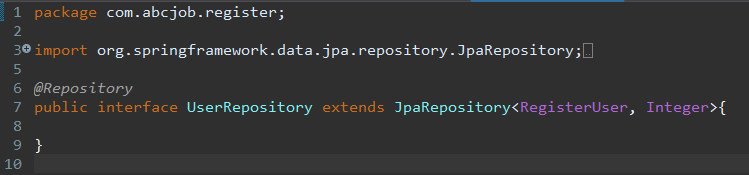 1 package com.abcjob.register;
2
3 import org.springframework.data.jpa.repository.JpaRepository;
5
6 @Repository
7 public interface UserRepository extends JpaRepository<RegisterUser, Integer>{
8
9 }
10